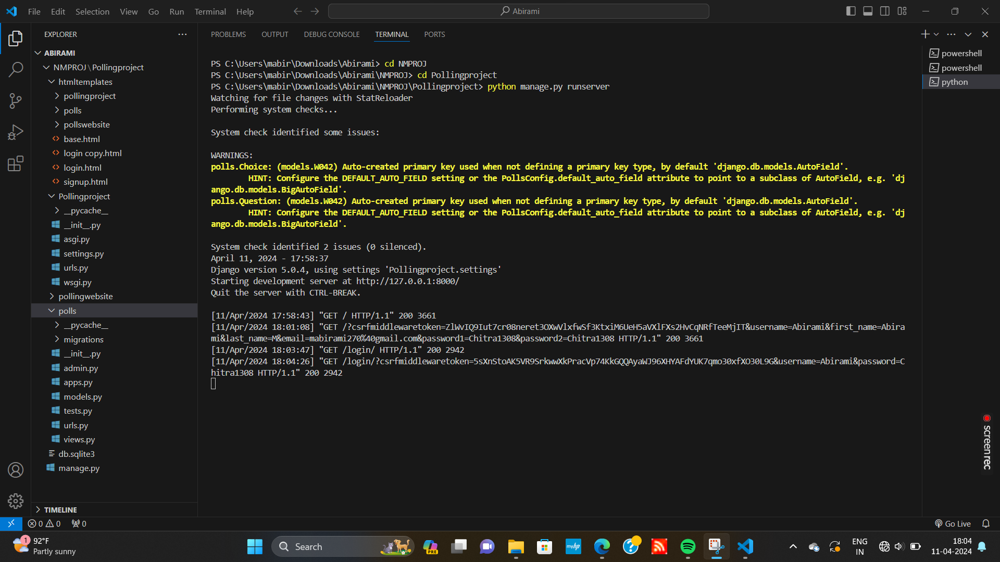 File Edit Selection View Go Run Terminal Help
Abirami
EXPLORER
ABIRAMI
NMPROJ\Pollingproject
htmltemplates
pollingproject
polls
pollswebsite
base.html
login copy.html
login.html
signup.html
Pollingproject
__pycache__
__init__.py
asgi.py
settings.py
urls.py
wsgi.py
pollingwebsite
polls
__pycache__
migrations
__init__.py
admin.py
apps.py
models.py
tests.py
urls.py
views.py
db.sqlite3
manage.py
TIMELINE
PROBLEMS OUTPUT DEBUG CONSOLE TERMINAL PORTS
PS C:\Users\mabir\Downloads\Abirami> cd NMPROJ
PS C:\Users\mabir\Downloads\Abirami\NMPROJ> cd Pollingproject
PS C:\Users\mabir\Downloads\Abirami\NMPROJ\Pollingproject> python manage.py runserver
Watching for file changes with StatReloader
Performing system checks...
System check identified some issues:
WARNINGS:
polls.Choice: (models.W042) Auto-created primary key used when not defining a primary key type, by default 'django.db.models.AutoField'.
HINT: Configure the DEFAULT_AUTO_FIELD setting or the PollsConfig.default_auto_field attribute to point to a subclass of AutoField, e.g. 'dj
ango.db.models.BigAutoField'.
polls.Question: (models.W042) Auto-created primary key used when not defining a primary key type, by default 'django.db.models.AutoField'.
HINT: Configure the DEFAULT_AUTO_FIELD setting or the PollsConfig.default_auto_field attribute to point to a subclass of AutoField, e.g. 'dj
ango.db.models.BigAutoField'.
System check identified 2 issues (0 silenced).
April 11, 2024 - 17:58:37
Django version 5.0.4, using settings 'Pollingproject.settings'
Starting development server at http://127.0.0.1:8000/
Quit the server with CTRL-BREAK.
[11/Apr/2024 17:58:43] "GET / HTTP/1.1" 200 3661
[11/Apr/2024 18:01:08] "GET /?csrfmiddlewaretoken=ZlWvIQ9Iut7cr08neret3OXwVlxfwSf3KtxiM6UeH5aVXlFXs2HvCqNRfTeeMjIT&username=Abirami&first_name=Abira
mi&last_name=M&email=mabirami270%40gmail.com&password1=Chitra1308&password2=Chitra1308 HTTP/1.1" 200 3661
[11/Apr/2024 18:03:47] "GET /login/ HTTP/1.1" 200 2942
[11/Apr/2024 18:04:26] "GET /login/?csrfmiddlewaretoken=5sXnStoAK5VR9SrkwwXkPracVp74KkGQQAyaWJ96XHYAFdYUK7qmo30xfXO30L9G&username=Abirami&password=C
hitra1308 HTTP/1.1" 200 2942
powershell
powershell
python
screenrec
0 0 0
Go Live
1
92°F
Partly sunny
Search
PRE
myhp
ENG
IN
18:04
11-04-2024